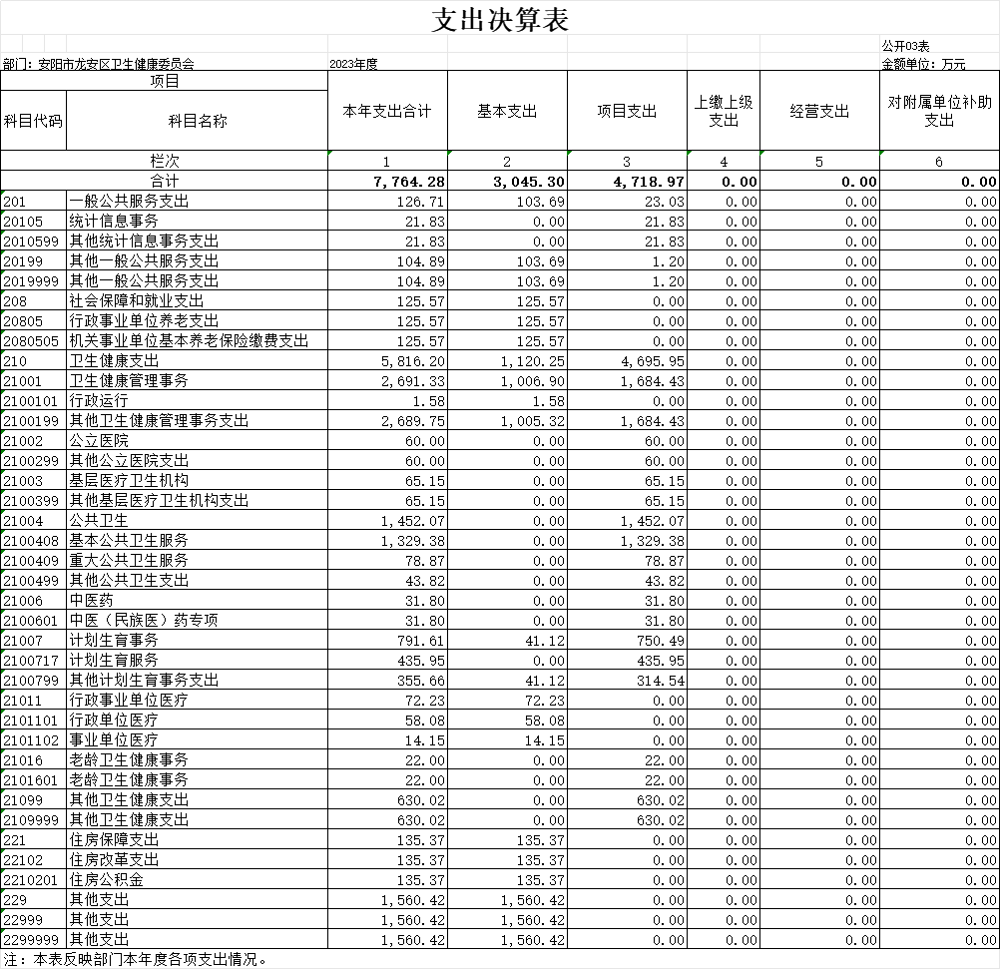 支出决算表
公开03表
部门：安阳市龙安区卫生健康委员会 2023年度 金额单位：万元
项目 本年支出合计 基本支出 项目支出 上缴上级支出 经营支出 对附属单位补助支出
科目代码 科目名称
栏次 1 2 3 4 5 6
合计 7,764.28 3,045.30 4,718.97 0.00 0.00 0.00
201 一般公共服务支出 126.71 103.69 23.03 0.00 0.00 0.00
20105 统计信息事务 21.83 0.00 21.83 0.00 0.00 0.00
2010599 其他统计信息事务支出 21.83 0.00 21.83 0.00 0.00 0.00
20199 其他一般公共服务支出 104.89 103.69 1.20 0.00 0.00 0.00
2019999 其他一般公共服务支出 104.89 103.69 1.20 0.00 0.00 0.00
208 社会保障和就业支出 125.57 125.57 0.00 0.00 0.00 0.00
20805 行政事业单位养老支出 125.57 125.57 0.00 0.00 0.00 0.00
2080505 机关事业单位基本养老保险缴费支出 125.57 125.57 0.00 0.00 0.00 0.00
210 卫生健康支出 5,816.20 1,120.25 4,695.95 0.00 0.00 0.00
21001 卫生健康管理事务 2,691.33 1,006.90 1,684.43 0.00 0.00 0.00
2100101 行政运行 1.58 1.58 0.00 0.00 0.00 0.00
2100199 其他卫生健康管理事务支出 2,689.75 1,005.32 1,684.43 0.00 0.00 0.00
21002 公立医院 60.00 0.00 60.00 0.00 0.00 0.00
2100299 其他公立医院支出 60.00 0.00 60.00 0.00 0.00 0.00
21003 基层医疗卫生机构 65.15 0.00 65.15 0.00 0.00 0.00
2100399 其他基层医疗卫生机构支出 65.15 0.00 65.15 0.00 0.00 0.00
21004 公共卫生 1,452.07 0.00 1,452.07 0.00 0.00 0.00
2100408 基本公共卫生服务 1,329.38 0.00 1,329.38 0.00 0.00 0.00
2100409 重大公共卫生服务 78.87 0.00 78.87 0.00 0.00 0.00
2100499 其他公共卫生支出 43.82 0.00 43.82 0.00 0.00 0.00
21006 中医药 31.80 0.00 31.80 0.00 0.00 0.00
2100601 中医（民族医）药专项 31.80 0.00 31.80 0.00 0.00 0.00
21007 计划生育事务 791.61 41.12 750.49 0.00 0.00 0.00
2100717 计划生育服务 435.95 0.00 435.95 0.00 0.00 0.00
2100799 其他计划生育事务支出 355.66 41.12 314.54 0.00 0.00 0.00
21011 行政事业单位医疗 72.23 72.23 0.00 0.00 0.00 0.00
2101101 行政单位医疗 58.08 58.08 0.00 0.00 0.00 0.00
2101102 事业单位医疗 14.15 14.15 0.00 0.00 0.00 0.00
21016 老龄卫生健康事务 22.00 0.00 22.00 0.00 0.00 0.00
2101601 老龄卫生健康事务 22.00 0.00 22.00 0.00 0.00 0.00
21099 其他卫生健康支出 630.02 0.00 630.02 0.00 0.00 0.00
2109999 其他卫生健康支出 630.02 0.00 630.02 0.00 0.00 0.00
221 住房保障支出 135.37 135.37 0.00 0.00 0.00 0.00
22102 住房改革支出 135.37 135.37 0.00 0.00 0.00 0.00
2210201 住房公积金 135.37 135.37 0.00 0.00 0.00 0.00
229 其他支出 1,560.42 1,560.42 0.00 0.00 0.00 0.00
22999 其他支出 1,560.42 1,560.42 0.00 0.00 0.00 0.00
2299999 其他支出 1,560.42 1,560.42 0.00 0.00 0.00 0.00
注：本表反映部门本年度各项支出情况。